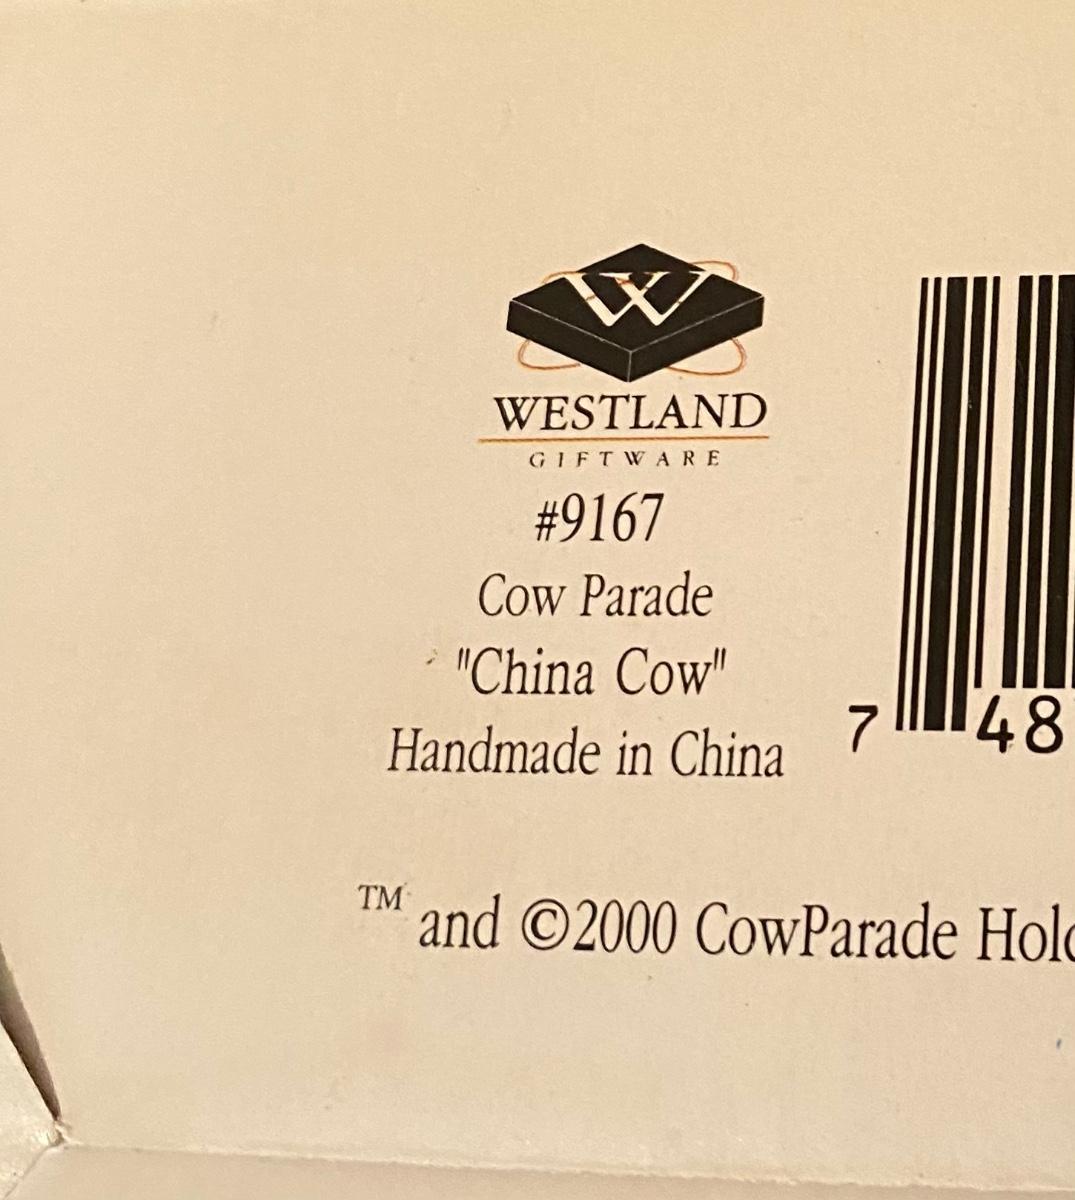 W
WESTLAND
GIFTWARE
#9167
Cow Parade
"China Cow"
Handmade in China
7 48
TM and ©2000 CowParade